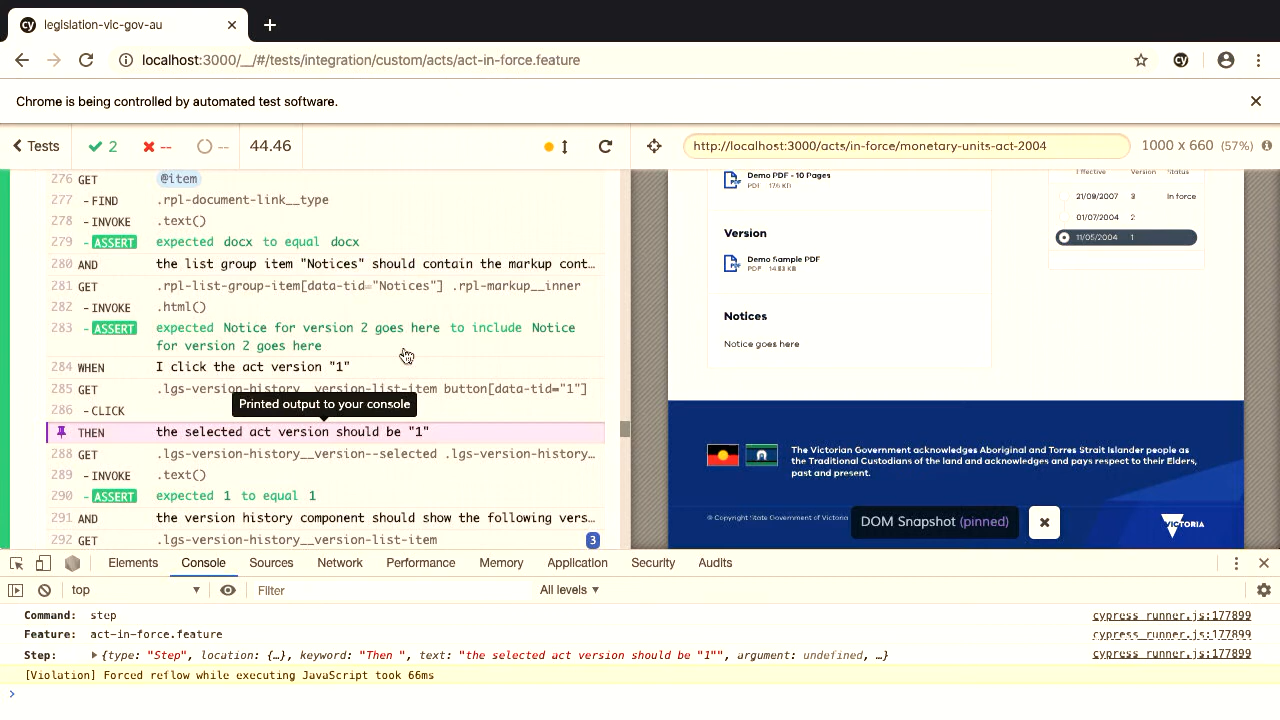 cy legislation-vic-gov-au
localhost:3000/__/#/tests/integration/custom/acts/act-in-force.feature
cy
Chrome is being controlled by automated test software.
Tests 2 -- -- 44.46
http://localhost:3000/acts/in-force/monetary-units-act-2004 1000 x 660 (57%)
276 GET @item
277 -FIND .rpl-document-link__type
278 -INVOKE .text()
279 -ASSERT expected docx to equal docx
280 AND the list group item "Notices" should contain the markup cont…
281 GET .rpl-list-group-item[data-tid="Notices"] .rpl-markup__inner
282 -INVOKE .html()
283 -ASSERT expected Notice for version 2 goes here to include Notice
for version 2 goes here
284 WHEN I click the act version "1"
285 GET .lgs-version-history__version-list-item button[data-tid="1"]
286 -CLICK
Printed output to your console
THEN the selected act version should be "1"
288 GET .lgs-version-history__version--selected .lgs-version-history…
289 -INVOKE .text()
290 -ASSERT expected 1 to equal 1
291 AND the version history component should show the following vers…
292 GET .lgs-version-history__version-list-item 3
Demo PDF - 10 Pages
PDF 176 KB
Version
Demo Sample PDF
PDF 14.83 KB
Notices
Notice goes here
Effective Version Status
21/09/2007 3 In force
01/07/2004 2
11/05/2004 1
The Victorian Government acknowledges Aboriginal and Torres Strait Islander people as
the Traditional Custodians of the land and acknowledges and pays respect to their Elders,
past and present.
© Copyright State Government of Victoria
DOM Snapshot (pinned)
VICTORIA
Elements Console Sources Network Performance Memory Application Security Audits
top Filter All levels
Command: step cypress_runner.js:177899
Feature: act-in-force.feature cypress_runner.js:177899
Step: {type: "Step", location: {…}, keyword: "Then ", text: "the selected act version should be "1"", argument: undefined, …} cypress_runner.js:177899
[Violation] Forced reflow while executing JavaScript took 66ms